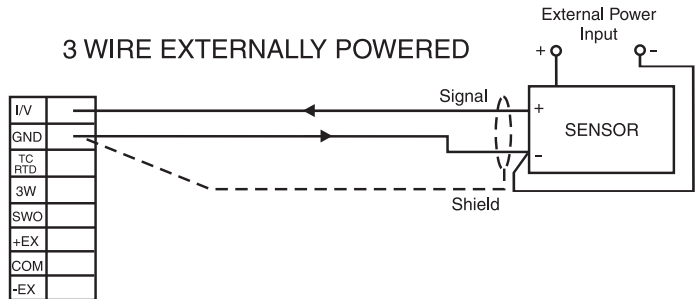 External Power
Input
+ -
3 WIRE EXTERNALLY POWERED
Signal
+
SENSOR
-
Shield
I/V
GND
TC
RTD
3W
SWO
+EX
COM
-EX